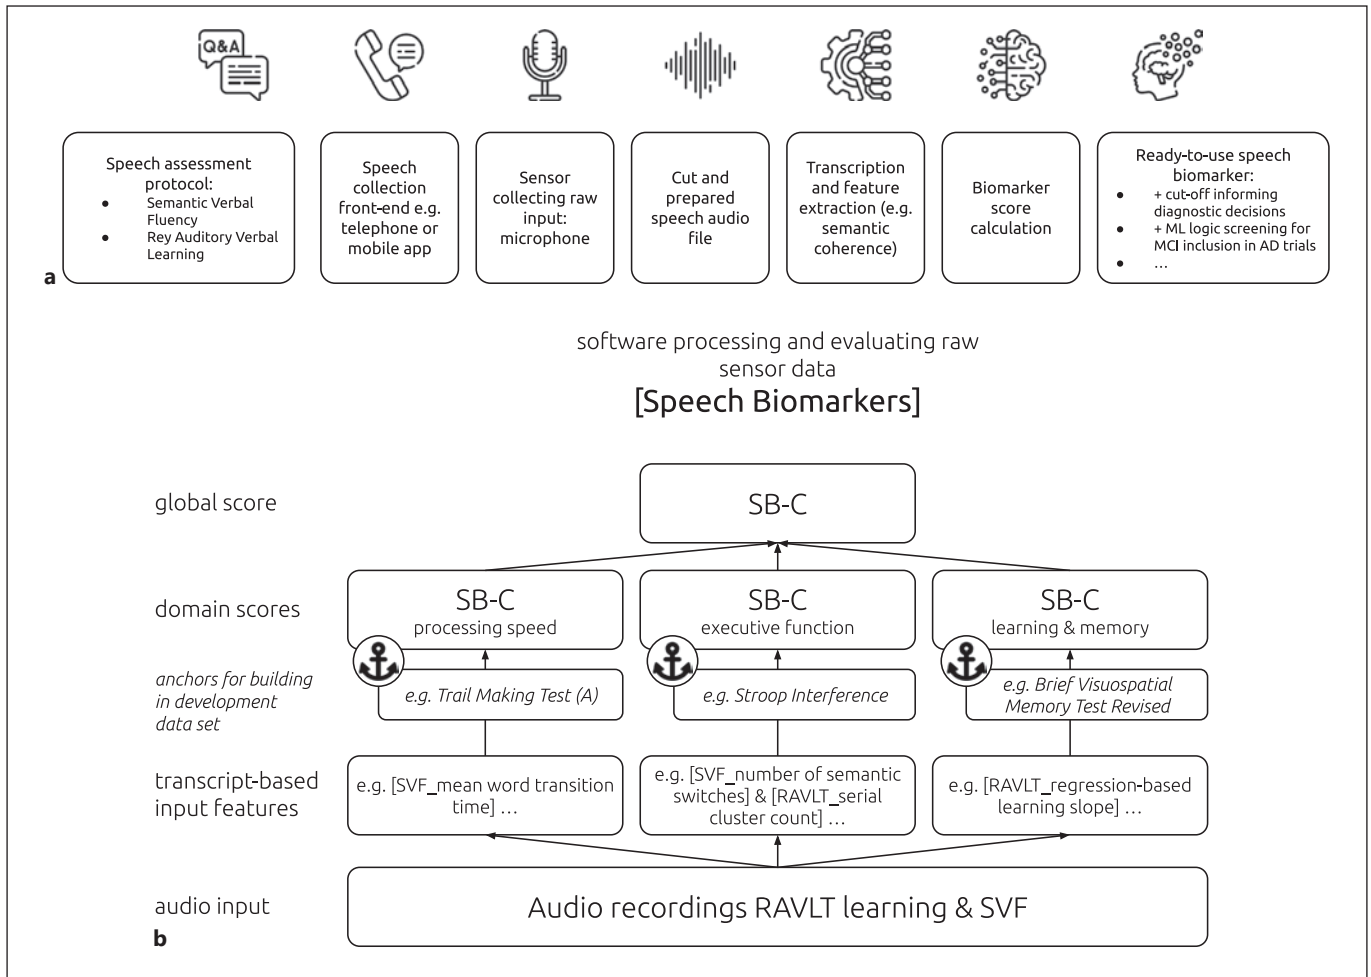 Q&A
Speech assessment
protocol:
● Semantic Verbal
Fluency
● Rey Auditory Verbal
Learning
Speech
collection
front-end e.g.
telephone or
mobile app
Sensor
collecting raw
input:
microphone
Cut and
prepared
speech audio
file
Transcription
and feature
extraction (e.g.
semantic
coherence)
Biomarker
score
calculation
Ready-to-use speech
biomarker:
● + cut-off informing
diagnostic decisions
● + ML logic screening for
MCI inclusion in AD trials
● ...
a
software processing and evaluating raw
sensor data
[Speech Biomarkers]
global score
SB-C
domain scores
SB-C
processing speed
SB-C
executive function
SB-C
learning & memory
anchors for building
in development
data set
e.g. Trail Making Test (A)
e.g. Stroop Interference
e.g. Brief Visuospatial
Memory Test Revised
transcript-based
input features
e.g. [SVF_mean word transition
time] ...
e.g. [SVF_number of semantic
switches] & [RAVLT_serial
cluster count] ...
e.g. [RAVLT_regression-based
learning slope] ...
audio input
Audio recordings RAVLT learning & SVF
b